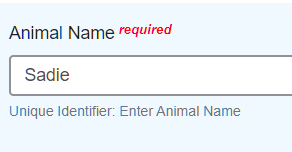 Animal Name required
Sadie
Unique Identifier: Enter Animal Name